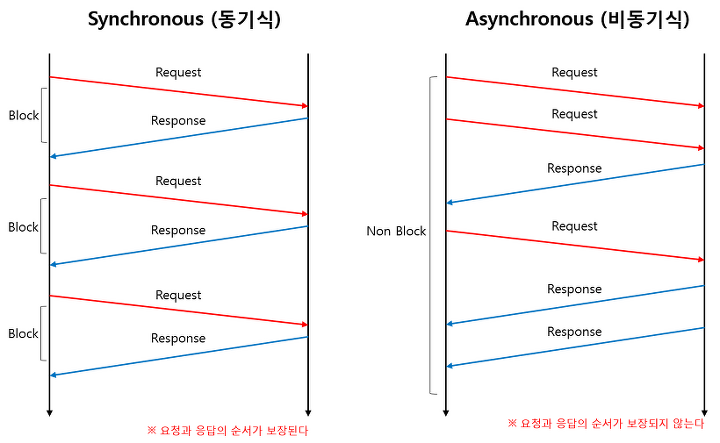 Synchronous (동기식)
Request
Block
Response
Request
Block
Response
Request
Block
Response
※ 요청과 응답의 순서가 보장된다
Asynchronous (비동기식)
Request
Request
Response
Non Block
Request
Response
Response
※ 요청과 응답의 순서가 보장되지 않는다